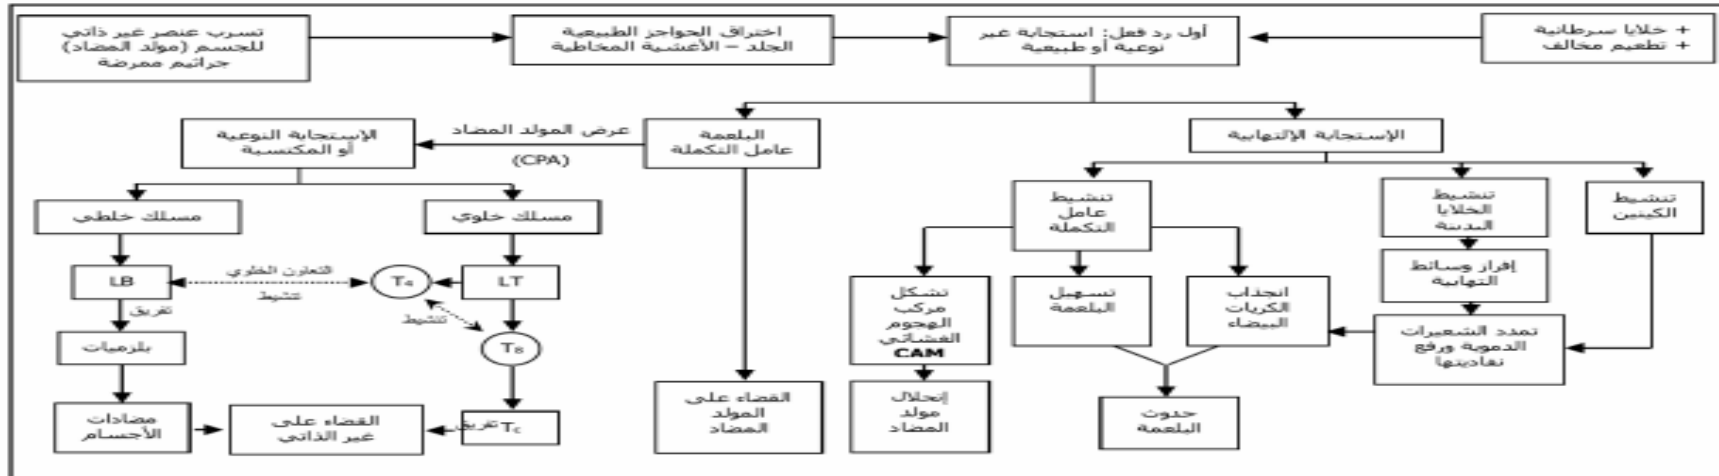 تسرب عنصر غير ذاتي
للجسم (مولد المضاد)
جراثيم ممرضة
اختراق الحواجز الطبيعية
الجلد – الأغشية المخاطية
أول رد فعل: استجابة غير
نوعية أو طبيعية
+ خلايا سرطانية
+ تطعيم مخالف
الإستجابة النوعية
أو المكتسبة
عرض المولد المضاد
(CPA)
البلعمة
عامل التكملة
الإستجابة الإلتهابية
مسلك خلطي
مسلك خلوي
تنشيط
عامل
التكملة
تنشيط
الخلايا
البدينة
تنشيط
الكينين
LB
التعاون الخلوي
تنشيط
T4
LT
تفريق
تنشيط
بلزميات
T8
تشكل
مركب
الهجوم
الغشائي
CAM
تسهيل
البلعمة
انجذاب
الكريات
البيضاء
إفراز وسائط
التهابية
تمدد الشعيرات
الدموية ورفع
نفاذيتها
مضادات
الأجسام
القضاء على
غير الذاتي
تفريق
Tc
القضاء على
المولد
المضاد
إنحلال
مولد
المضاد
حدوث
البلعمة